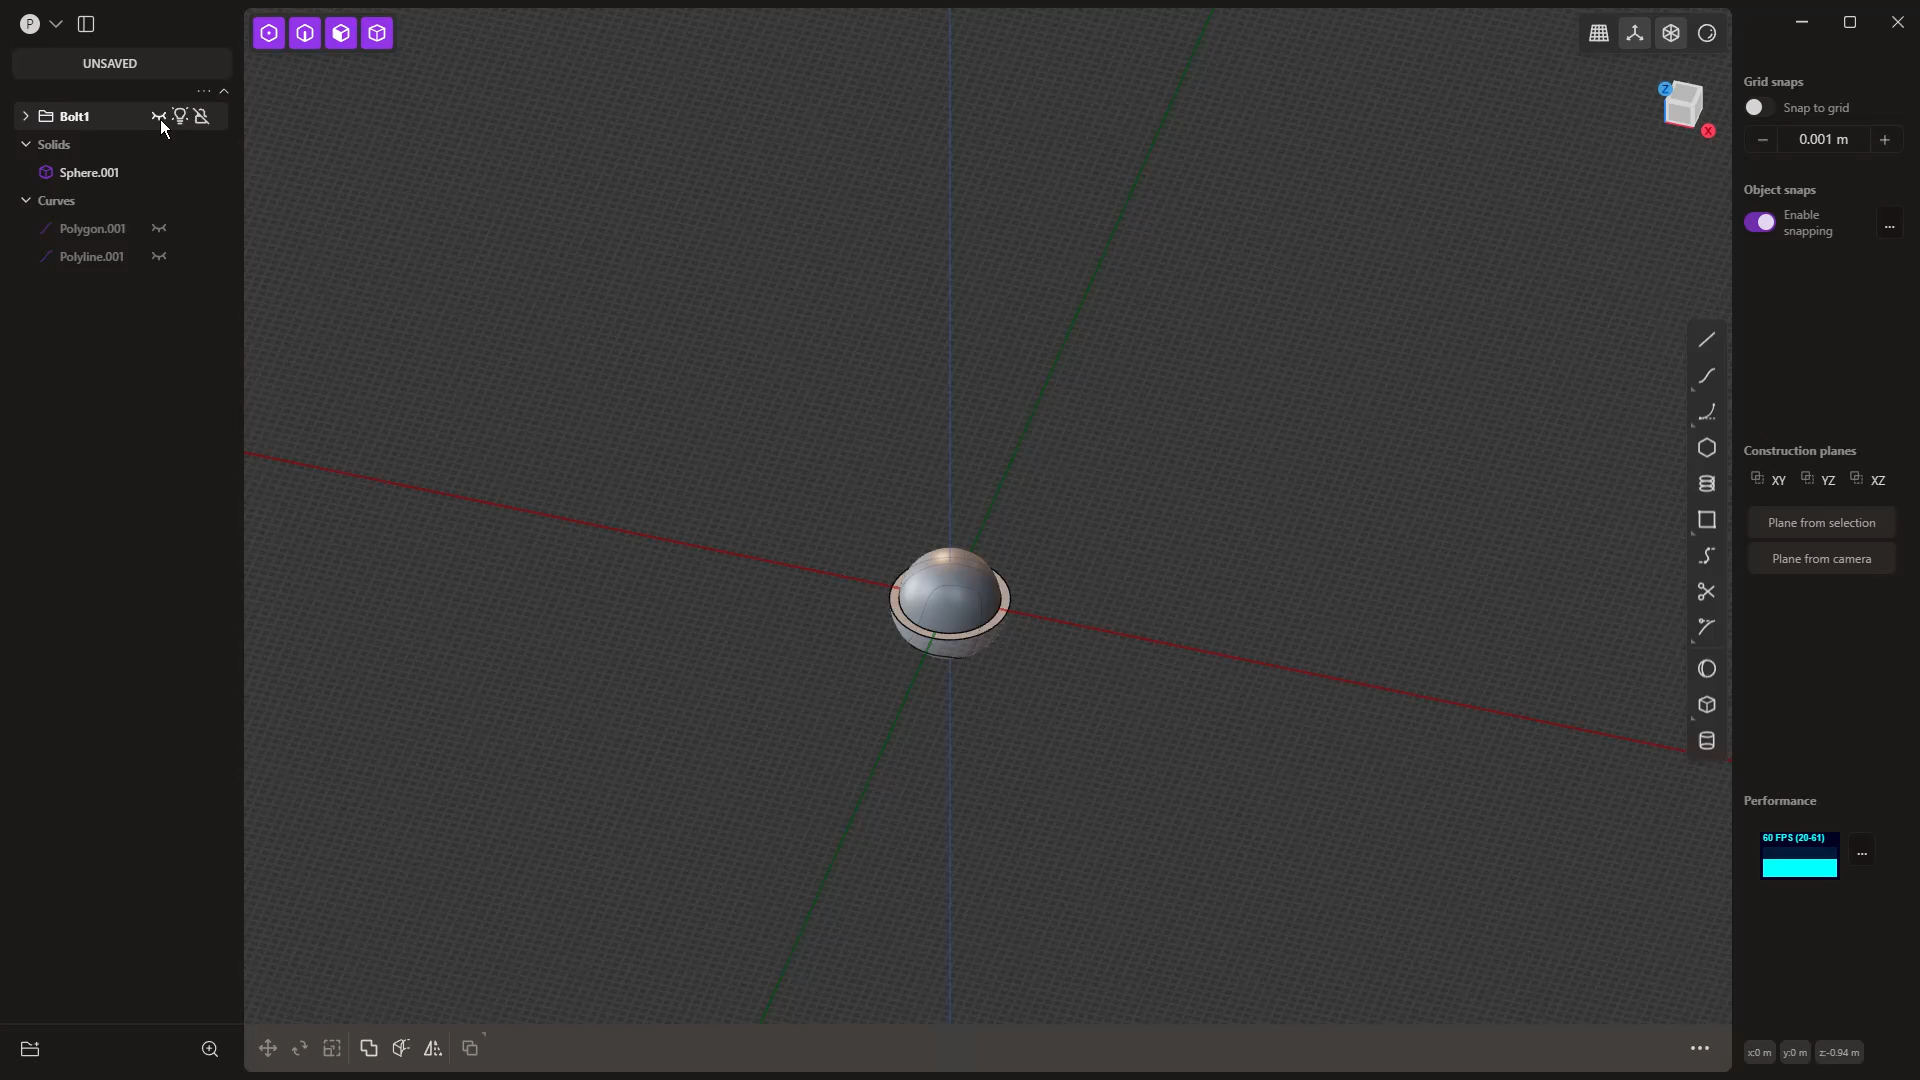 P
UNSAVED
Bolt1
Solids
Sphere.001
Curves
Polygon.001
Polyline.001
Z
X
Grid snaps
Snap to grid
0.001 m
Object snaps
Enable
snapping
...
Construction planes
XY YZ XZ
Plane from selection
Plane from camera
Performance
60 FPS (20-61)
...
x:0 m y:0 m z:-0.94 m